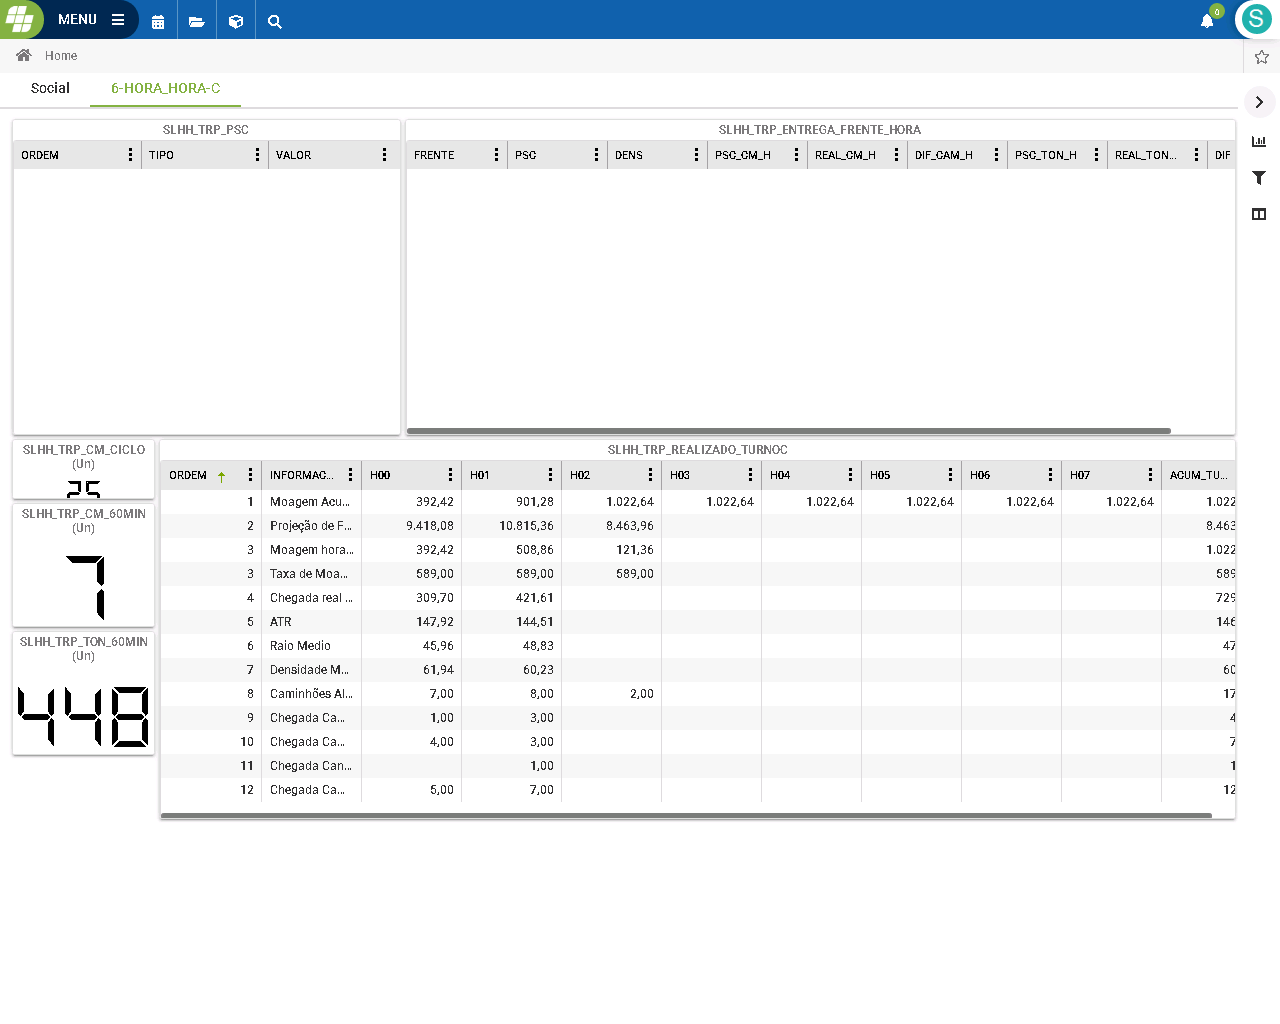 MENU
0
S
Home
Social
6-HORA_HORA-C
SLHH_TRP_PSC
ORDEM TIPO VALOR
SLHH_TRP_ENTREGA_FRENTE_HORA
FRENTE PSC DENS PSC_CM_H REAL_CM_H DIF_CAM_H PSC_TON_H REAL_TON... DIF
SLHH_TRP_CM_CICLO
(Un)
25
SLHH_TRP_CM_60MIN
(Un)
7
SLHH_TRP_TON_60MIN
(Un)
448
SLHH_TRP_REALIZADO_TURNOC
ORDEM INFORMAC... H00 H01 H02 H03 H04 H05 H06 H07 ACUM_TU...
1 Moagem Acu... 392,42 901,28 1.022,64 1.022,64 1.022,64 1.022,64 1.022,64 1.022,64 1.022
2 Projeção de F... 9.418,08 10.815,36 8.463,96 8.463
3 Moagem hora... 392,42 508,86 121,36 1.022
3 Taxa de Moa... 589,00 589,00 589,00 589
4 Chegada real ... 309,70 421,61 729
5 ATR 147,92 144,51 146
6 Raio Medio 45,96 48,83 47
7 Densidade M... 61,94 60,23 60
8 Caminhões Al... 7,00 8,00 2,00 17
9 Chegada Ca... 1,00 3,00 4
10 Chegada Ca... 4,00 3,00 7
11 Chegada Can... 1,00 1
12 Chegada Ca... 5,00 7,00 12